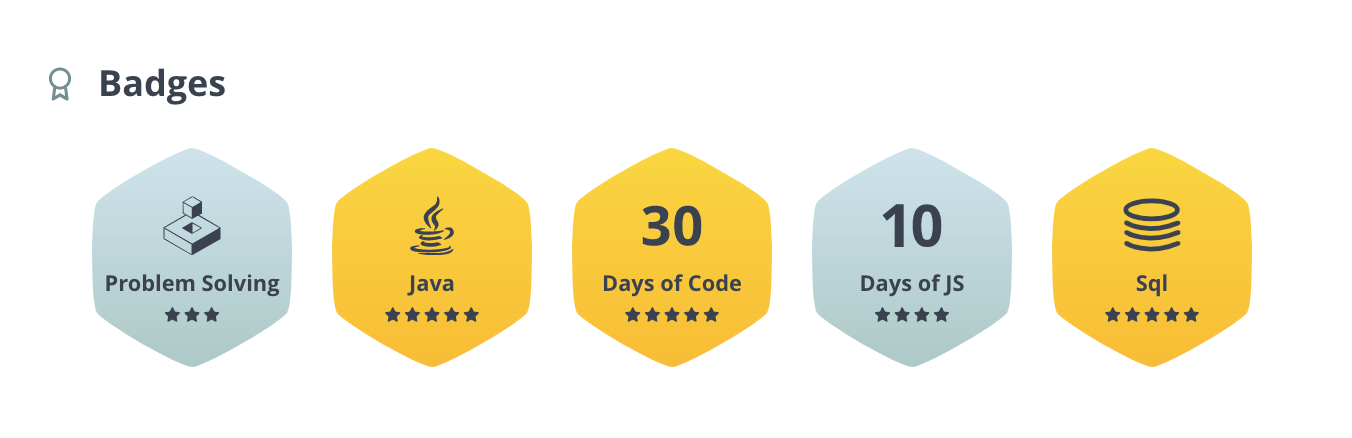 Badges
Problem Solving
Java
30
Days of Code
10
Days of JS
Sql